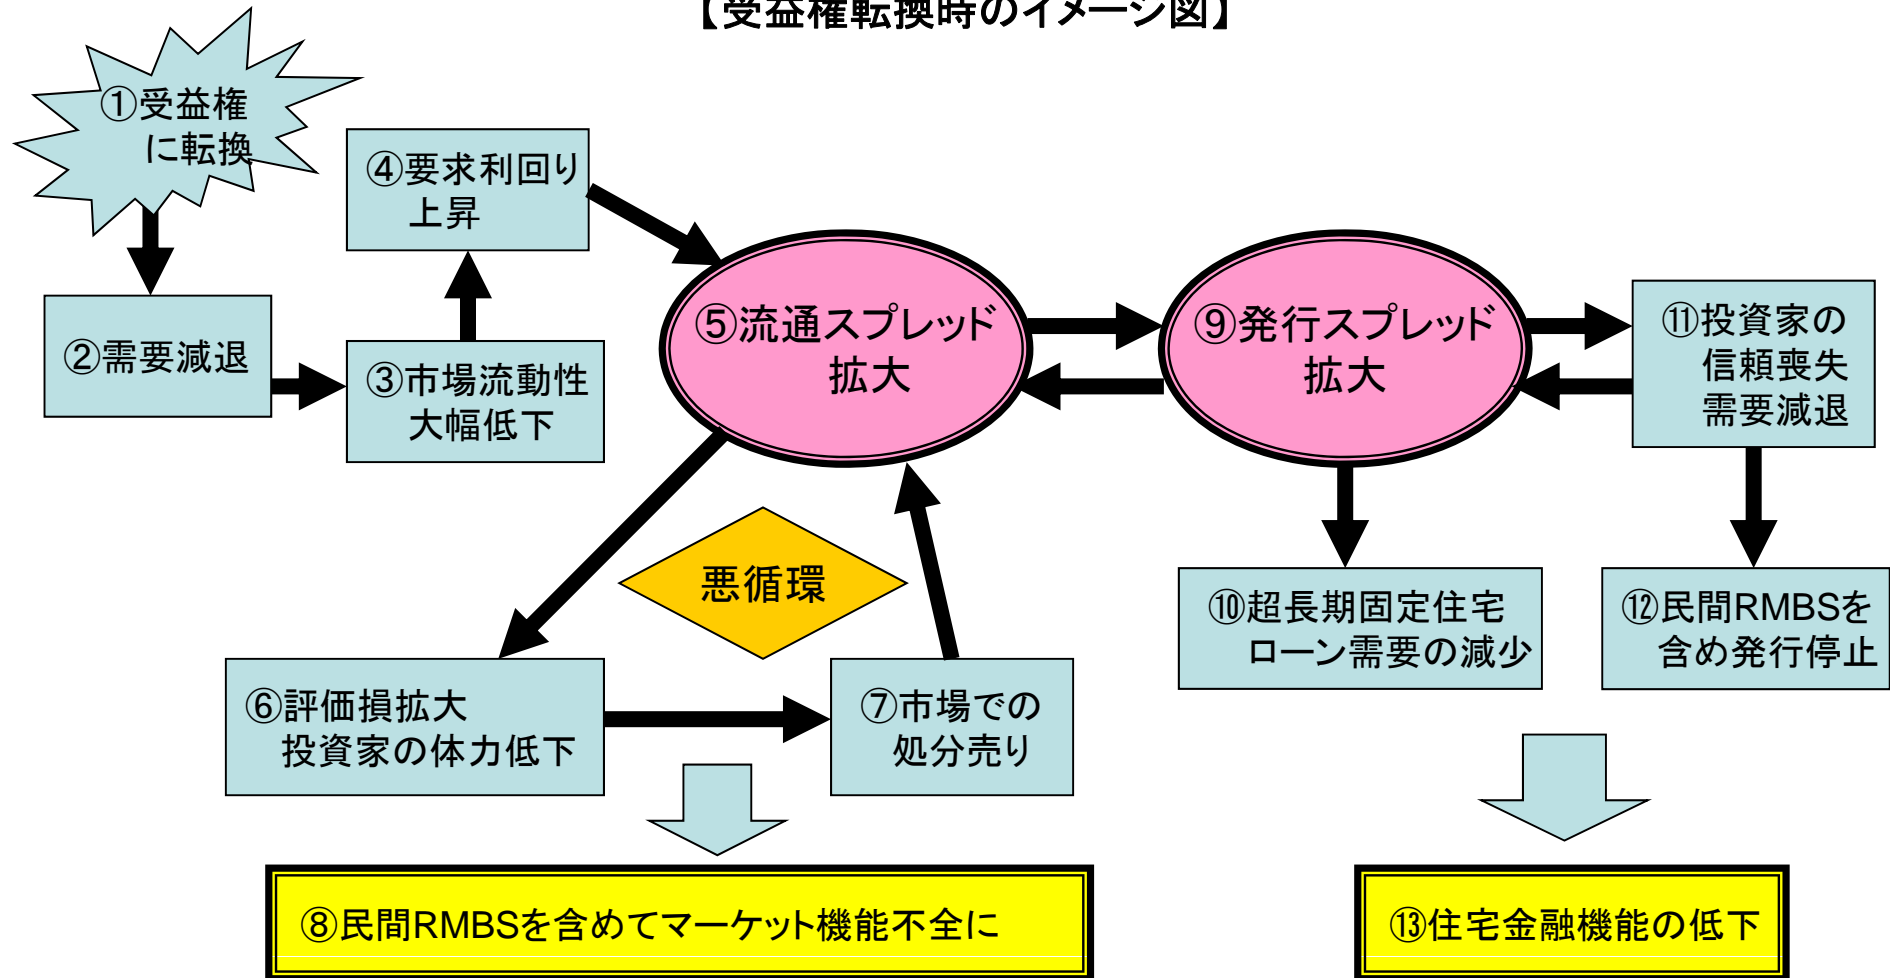 【受益権転換時のイメージ図】
①受益権
に転換
②需要減退
③市場流動性
大幅低下
④要求利回り
上昇
⑤流通スプレッド
拡大
⑥評価損拡大
投資家の体力低下
⑦市場での
処分売り
悪循環
⑧民間RMBSを含めてマーケット機能不全に
⑨発行スプレッド
拡大
⑩超長期固定住宅
ローン需要の減少
⑪投資家の
信頼喪失
需要減退
⑫民間RMBSを
含め発行停止
⑬住宅金融機能の低下